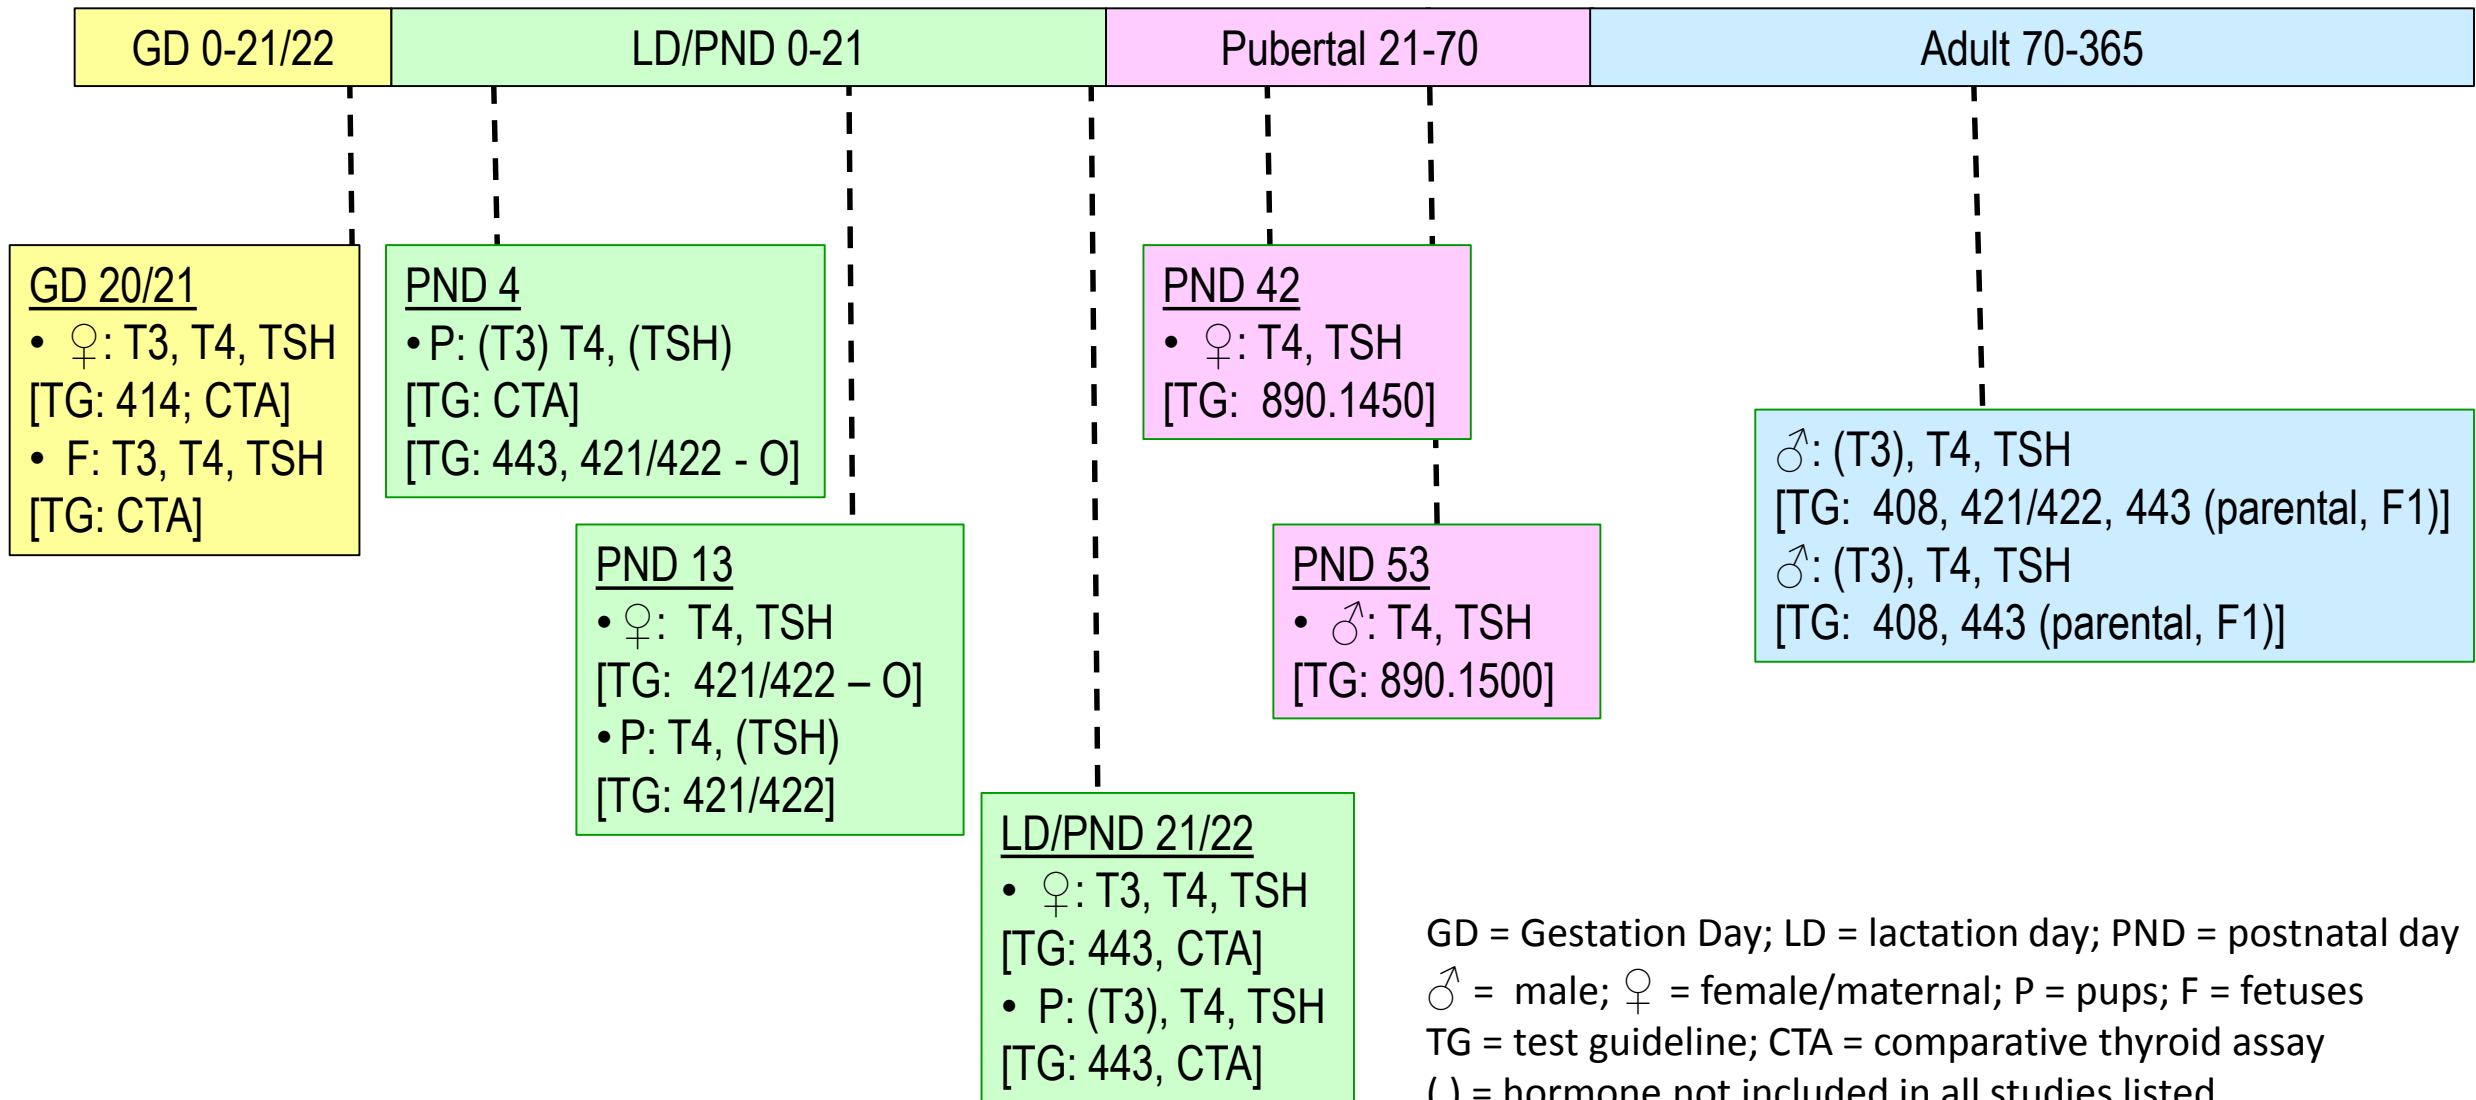 GD 0-21/22
LD/PND 0-21
Pubertal 21-70
Adult 70-365
GD 20/21
• ♀: T3, T4, TSH
[TG: 414; CTA]
• F: T3, T4, TSH
[TG: CTA]
PND 4
• P: (T3) T4, (TSH)
[TG: CTA]
[TG: 443, 421/422 - O]
PND 13
• ♀: T4, TSH
[TG: 421/422 – O]
• P: T4, (TSH)
[TG: 421/422]
LD/PND 21/22
• ♀: T3, T4, TSH
[TG: 443, CTA]
• P: (T3), T4, TSH
[TG: 443, CTA]
PND 42
• ♀: T4, TSH
[TG: 890.1450]
PND 53
• ♂: T4, TSH
[TG: 890.1500]
♂: (T3), T4, TSH
[TG: 408, 421/422, 443 (parental, F1)]
♂: (T3), T4, TSH
[TG: 408, 443 (parental, F1)]
GD = Gestation Day; LD = lactation day; PND = postnatal day
♂ = male; ♀ = female/maternal; P = pups; F = fetuses
TG = test guideline; CTA = comparative thyroid assay
( ) = hormone not included in all studies listed